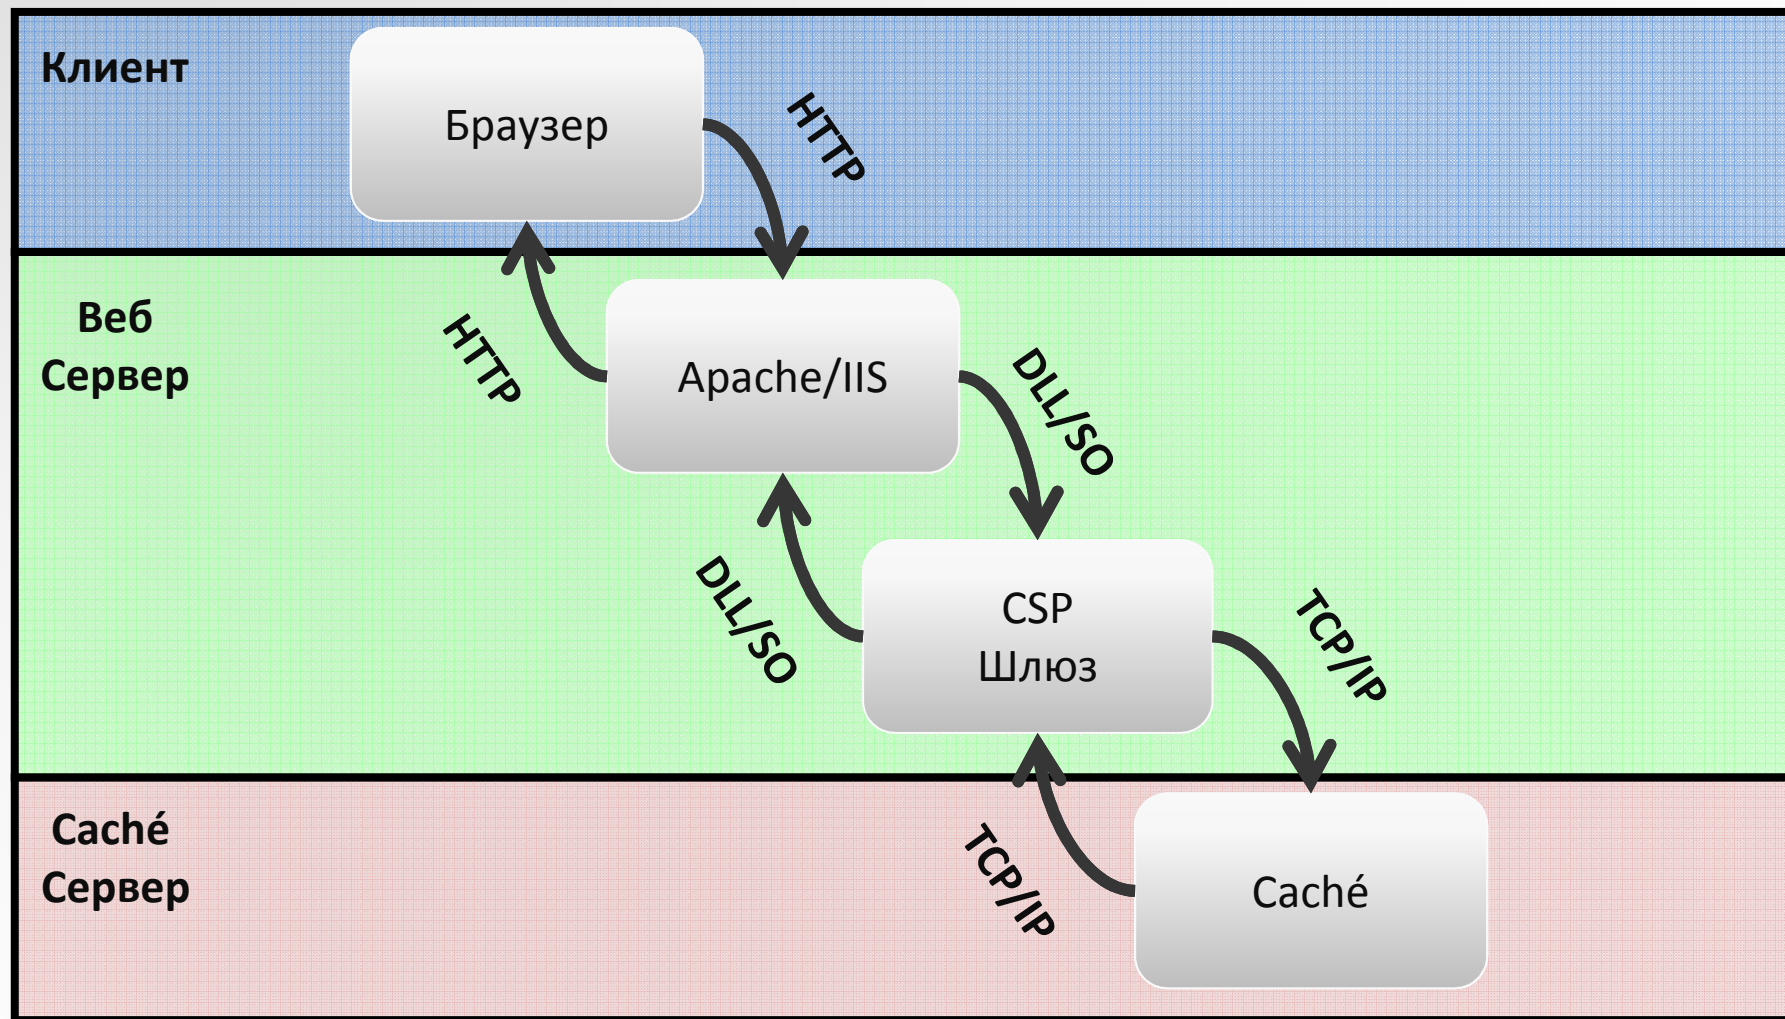 Клиент
Браузер
HTTP
Веб
Сервер
HTTP
Apache/IIS
DLL/SO
DLL/SO
CSP
Шлюз
TCP/IP
Caché
Сервер
TCP/IP
Caché